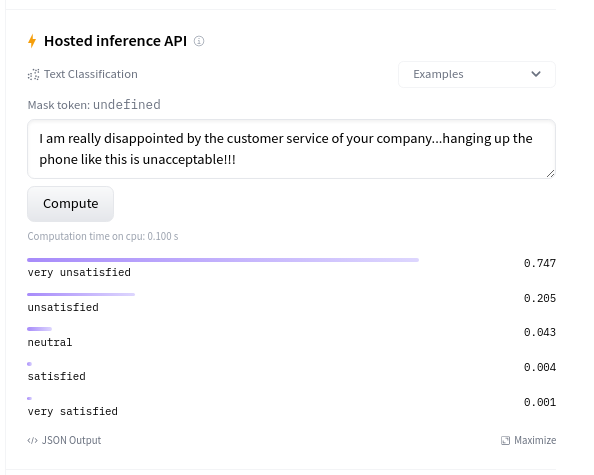 Hosted inference API
Text Classification
Examples
Mask token: undefined
I am really disappointed by the customer service of your company...hanging up the
phone like this is unacceptable!!!
Compute
Computation time on cpu: 0.100 s
very unsatisfied 0.747
unsatisfied 0.205
neutral 0.043
satisfied 0.004
very satisfied 0.001
</> JSON Output
Maximize